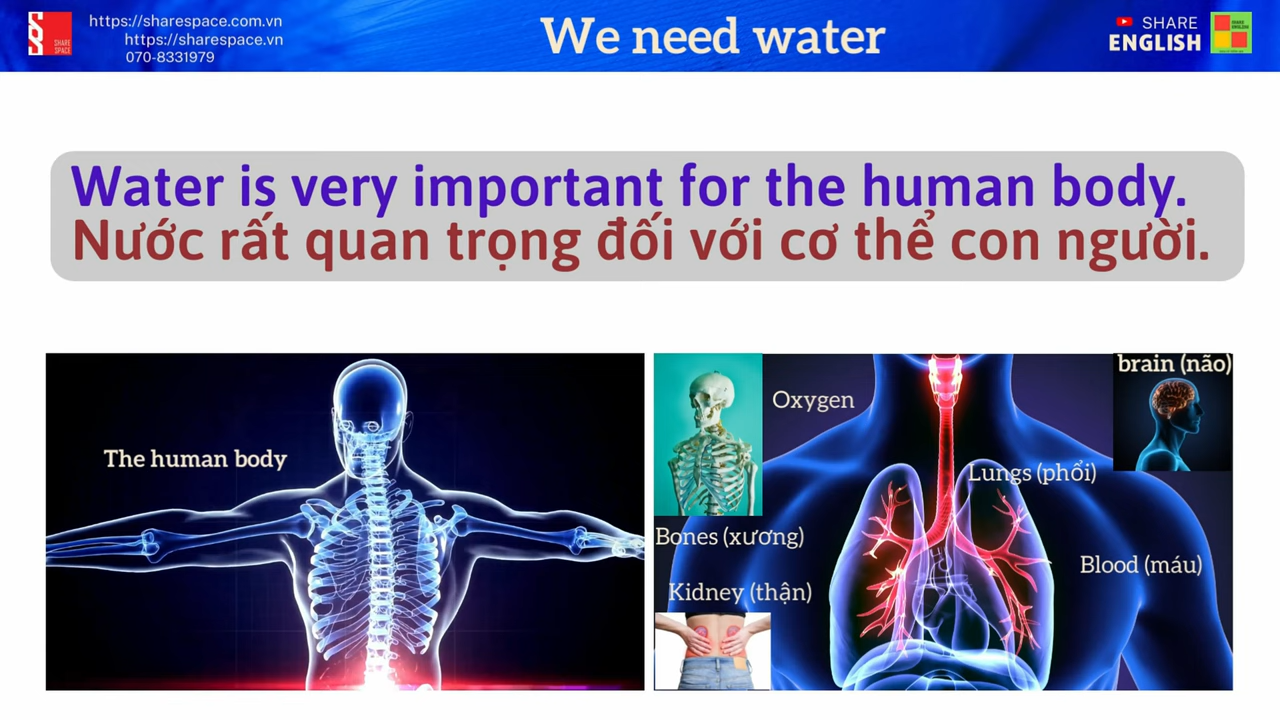 SHARE
SPACE
https://sharespace.com.vn
https://sharespace.vn
070-8331979
We need water
SHARE
ENGLISH
Water is very important for the human body.
Nước rất quan trọng đối với cơ thể con người.
The human body
Oxygen
brain (não)
Lungs (phổi)
Bones (xương)
Blood (máu)
Kidney (thận)